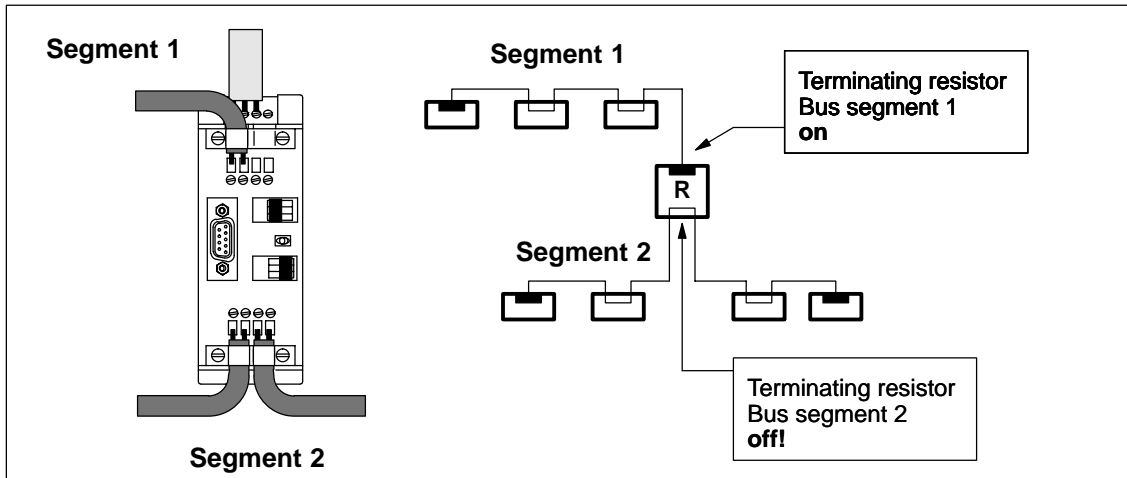 Segment 1
Segment 1
Terminating resistor
Bus segment 1
on
R
Segment 2
Terminating resistor
Bus segment 2
off!
Segment 2